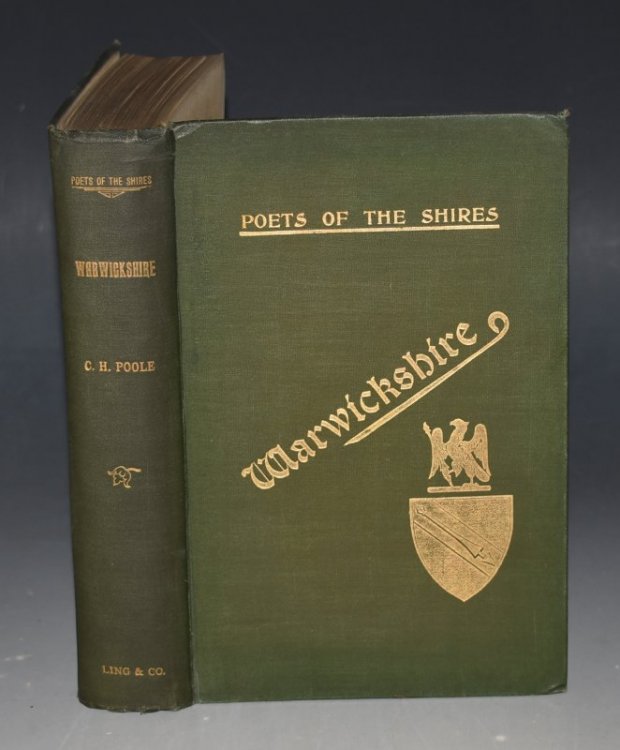 POETS OF THE SHIRES
WARWICKSHIRE
C. H. POOLE
LING & CO.
POETS OF THE SHIRES
Warwickshire